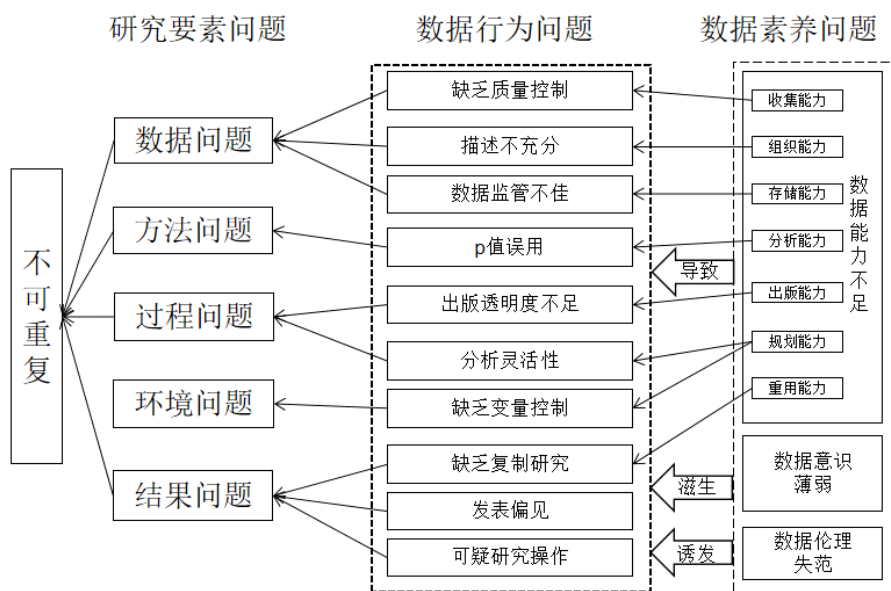 研究要素问题
数据行为问题
数据素养问题
不可重复
数据问题
方法问题
过程问题
环境问题
结果问题
缺乏质量控制
描述不充分
数据监管不佳
p值误用
出版透明度不足
分析灵活性
缺乏变量控制
缺乏复制研究
发表偏见
可疑研究操作
导致
滋生
诱发
收集能力
组织能力
存储能力
分析能力
出版能力
规划能力
重用能力
数据能力不足
数据意识
薄弱
数据伦理
失范